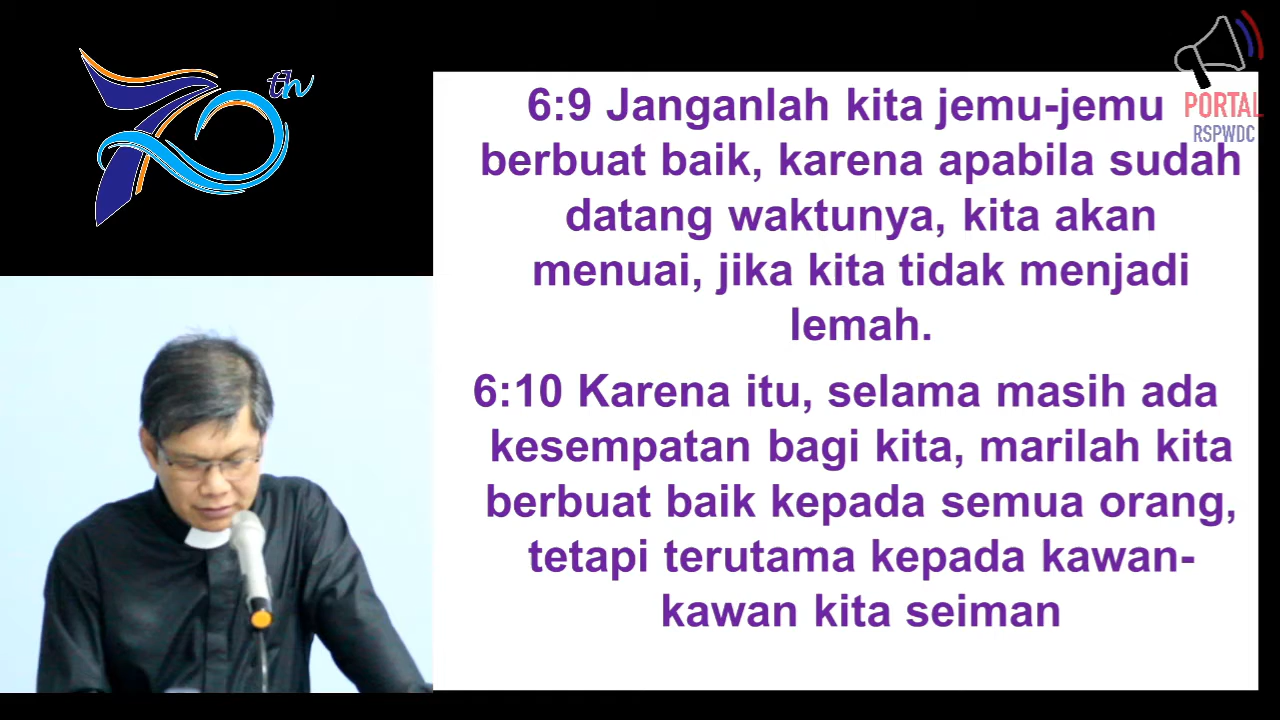 70th
PORTAL
RSPWDC
6:9 Janganlah kita jemu-jemu
berbuat baik, karena apabila sudah
datang waktunya, kita akan
menuai, jika kita tidak menjadi
lemah.
6:10 Karena itu, selama masih ada
kesempatan bagi kita, marilah kita
berbuat baik kepada semua orang,
tetapi terutama kepada kawan-
kawan kita seiman